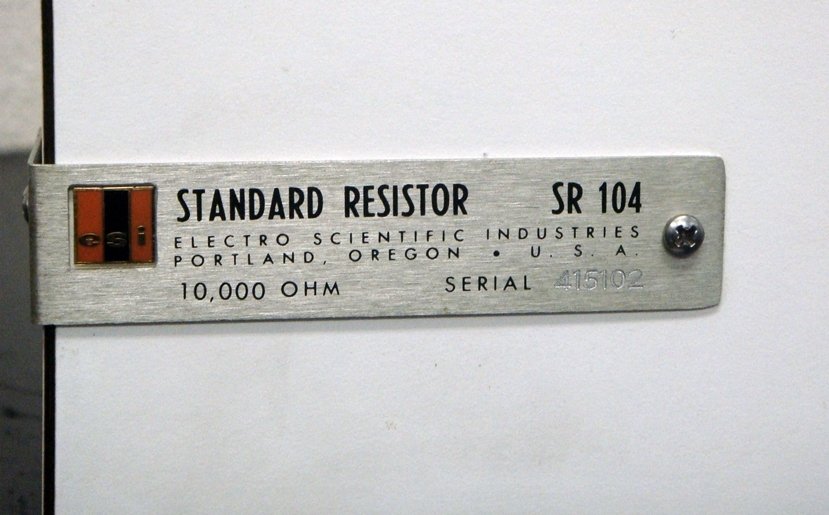 esi
STANDARD RESISTOR SR 104
ELECTRO SCIENTIFIC INDUSTRIES
PORTLAND, OREGON • U. S. A.
10,000 OHM SERIAL 415102